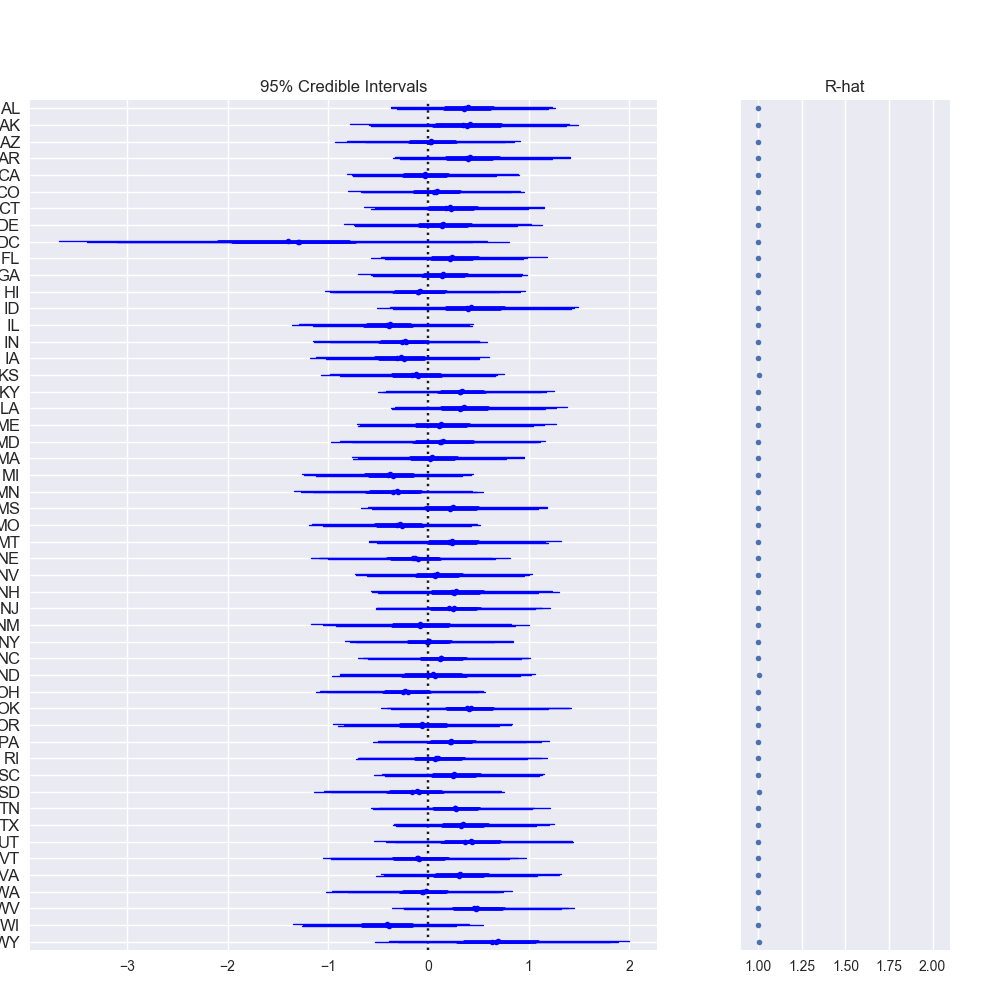 95% Credible Intervals
R-hat
AL
AK
AZ
AR
CA
CO
CT
DE
DC
FL
GA
HI
ID
IL
IN
IA
KS
KY
LA
ME
MD
MA
MI
MN
MS
MO
MT
NE
NV
NH
NJ
NM
NY
NC
ND
OH
OK
OR
PA
RI
SC
SD
TN
TX
UT
VT
VA
WA
WV
WI
WY
−3 −2 −1 0 1 2
1.00 1.25 1.50 1.75 2.00